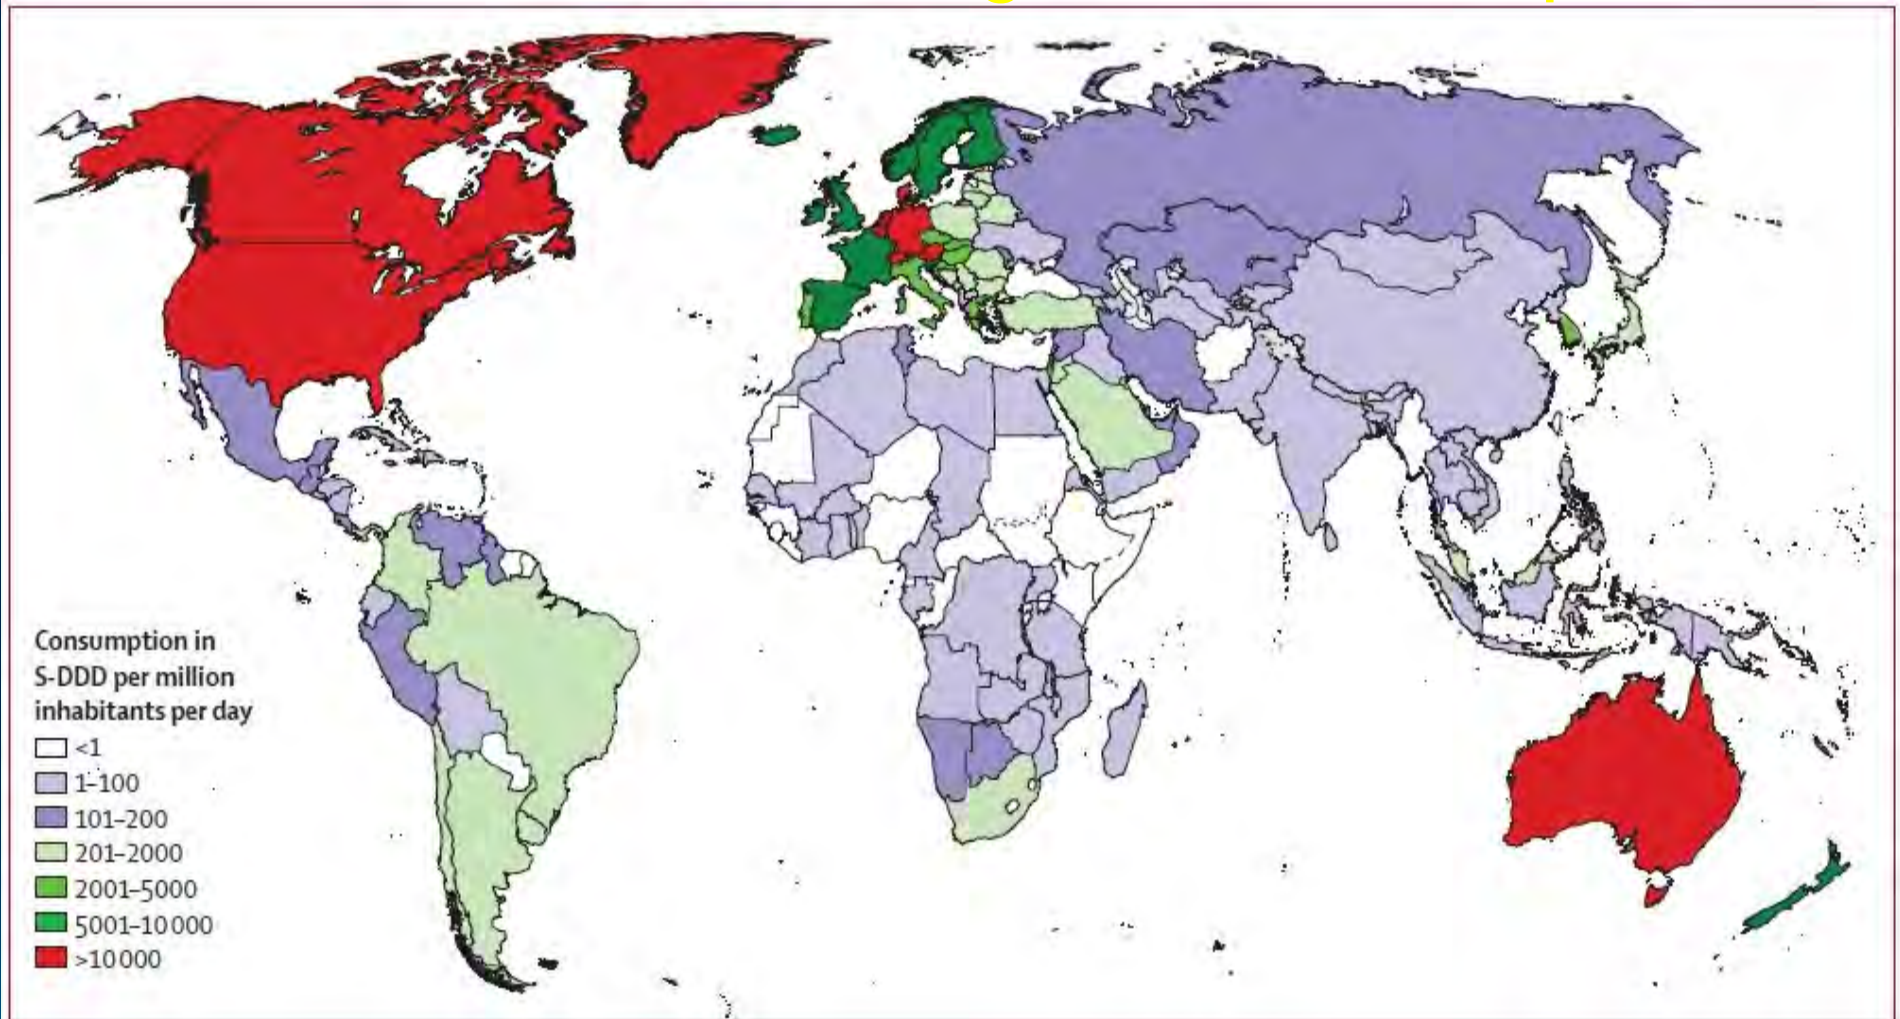 Consumption in
S-DDD per million
inhabitants per day
<1
1–100
101–200
201–2000
2001–5000
5001–10 000
>10 000